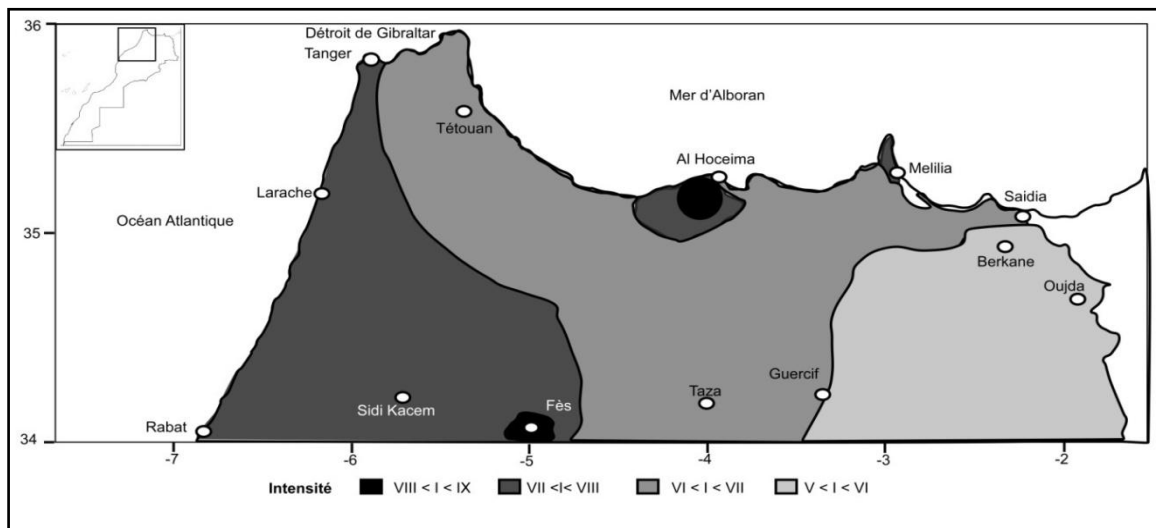 36
Détroit de Gibraltar
Tanger
Mer d'Alboran
Tétouan
Al Hoceima
Melilia
Larache
Saidia
Océan Atlantique
35
Berkane
Oujda
Guercif
Taza
Sidi Kacem
Fès
Rabat
34
-7 -6 -5 -4 -3 -2
Intensité VIII < I < IX VII <I< VIII VI < I < VII V < I < VI